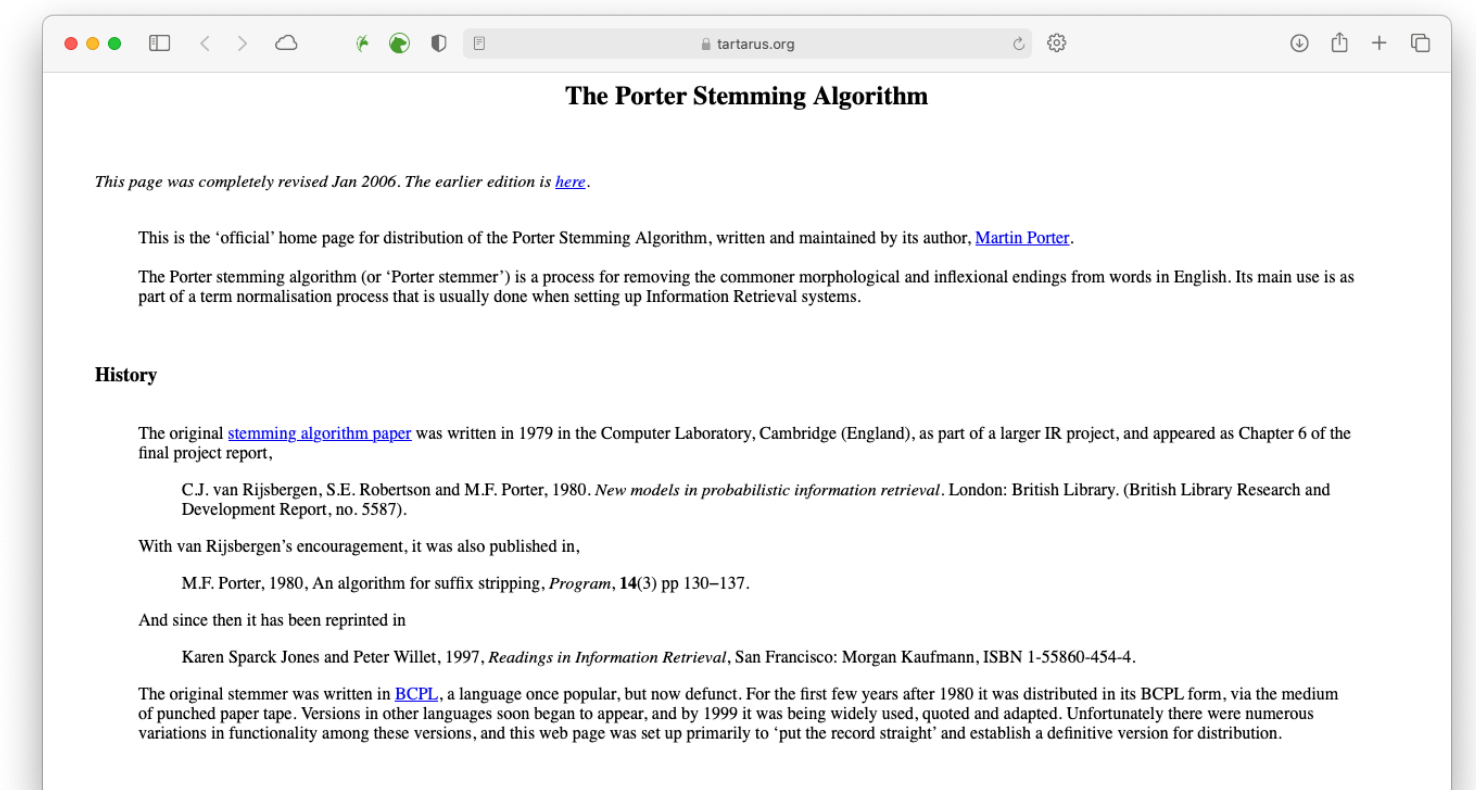 tartarus.org
The Porter Stemming Algorithm
This page was completely revised Jan 2006. The earlier edition is here.
This is the ‘official’ home page for distribution of the Porter Stemming Algorithm, written and maintained by its author, Martin Porter.
The Porter stemming algorithm (or ‘Porter stemmer’) is a process for removing the commoner morphological and inflexional endings from words in English. Its main use is as
part of a term normalisation process that is usually done when setting up Information Retrieval systems.
History
The original stemming algorithm paper was written in 1979 in the Computer Laboratory, Cambridge (England), as part of a larger IR project, and appeared as Chapter 6 of the
final project report,
C.J. van Rijsbergen, S.E. Robertson and M.F. Porter, 1980. New models in probabilistic information retrieval. London: British Library. (British Library Research and
Development Report, no. 5587).
With van Rijsbergen’s encouragement, it was also published in,
M.F. Porter, 1980, An algorithm for suffix stripping, Program, 14(3) pp 130−137.
And since then it has been reprinted in
Karen Sparck Jones and Peter Willet, 1997, Readings in Information Retrieval, San Francisco: Morgan Kaufmann, ISBN 1-55860-454-4.
The original stemmer was written in BCPL, a language once popular, but now defunct. For the first few years after 1980 it was distributed in its BCPL form, via the medium
of punched paper tape. Versions in other languages soon began to appear, and by 1999 it was being widely used, quoted and adapted. Unfortunately there were numerous
variations in functionality among these versions, and this web page was set up primarily to ‘put the record straight’ and establish a definitive version for distribution.